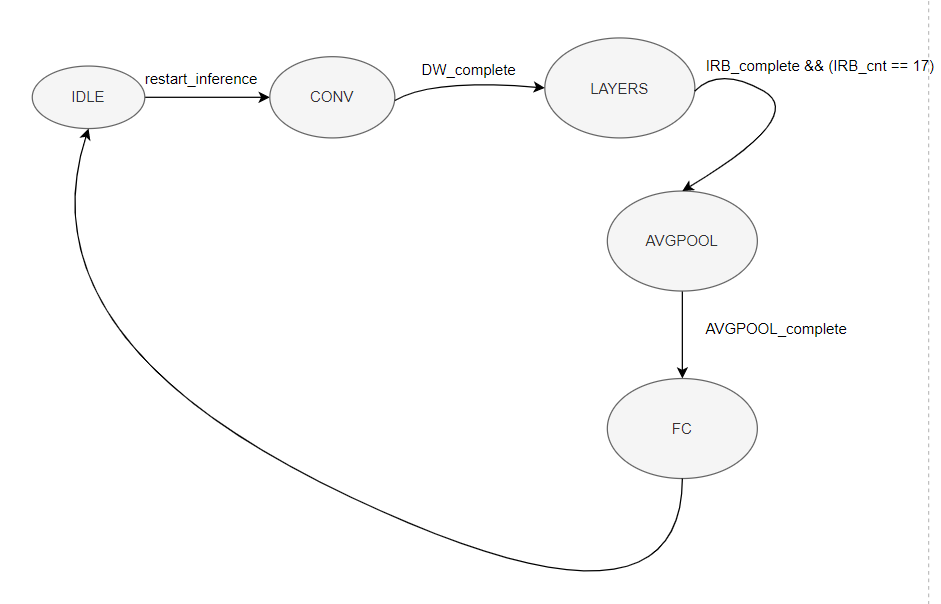 IDLE
restart_inference
CONV
DW_complete
LAYERS
IRB_complete && (IRB_cnt == 17)
AVGPOOL
AVGPOOL_complete
FC